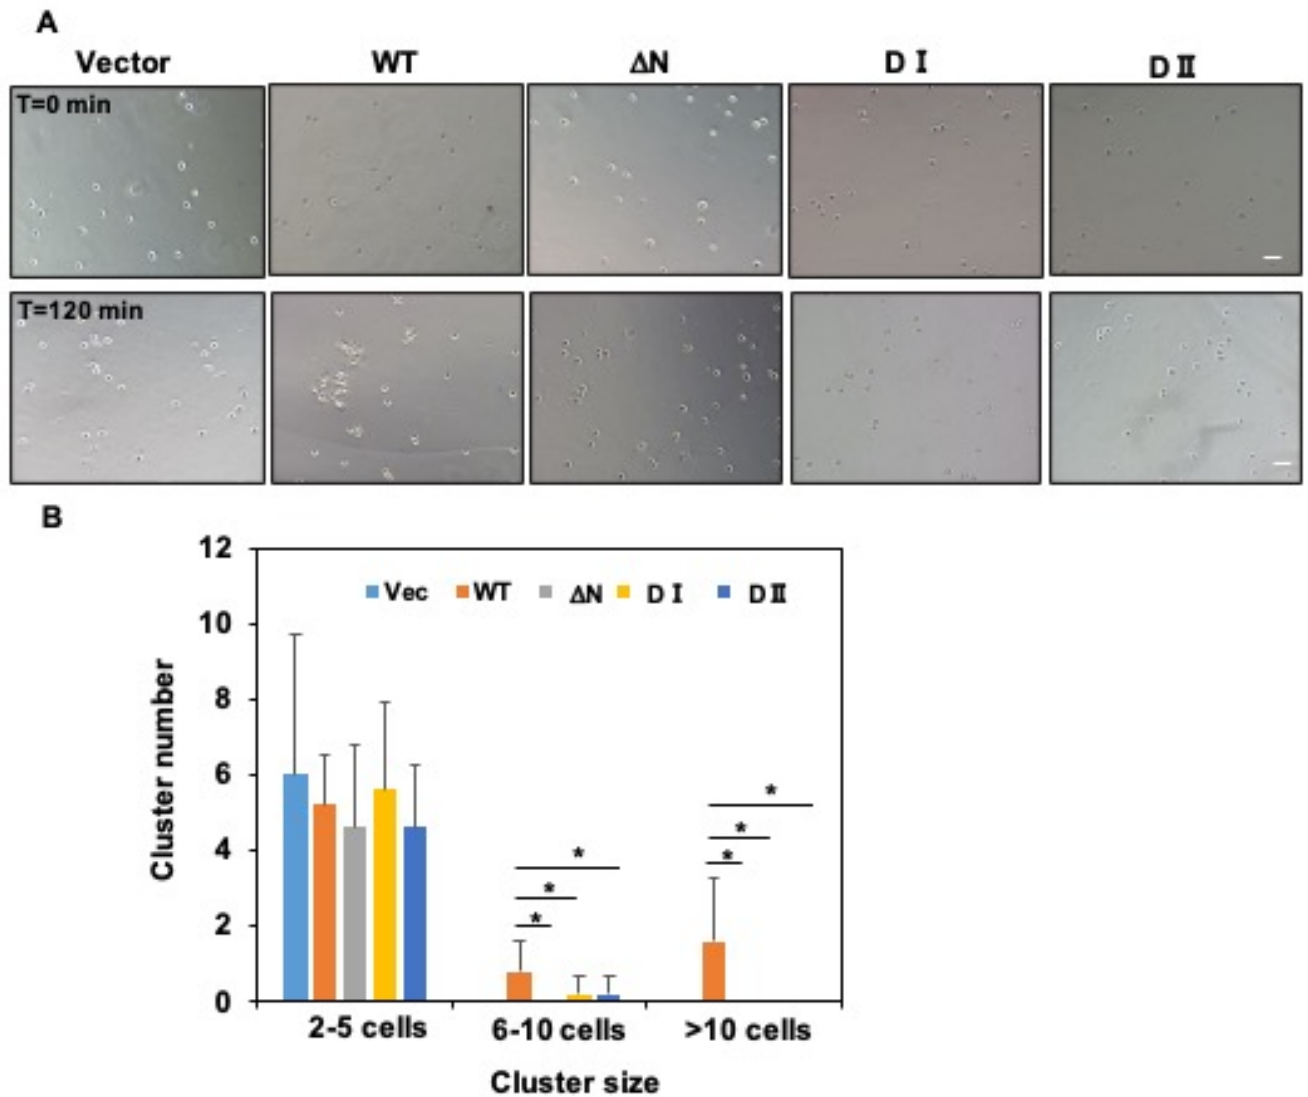 A
Vector WT ΔN D Ⅰ D Ⅱ
T=0 min
T=120 min
B
12
10
8
6
4
2
0
Cluster number
Vec WT ΔN D Ⅰ D Ⅱ
*
*
*
*
*
*
2-5 cells 6-10 cells >10 cells
Cluster size